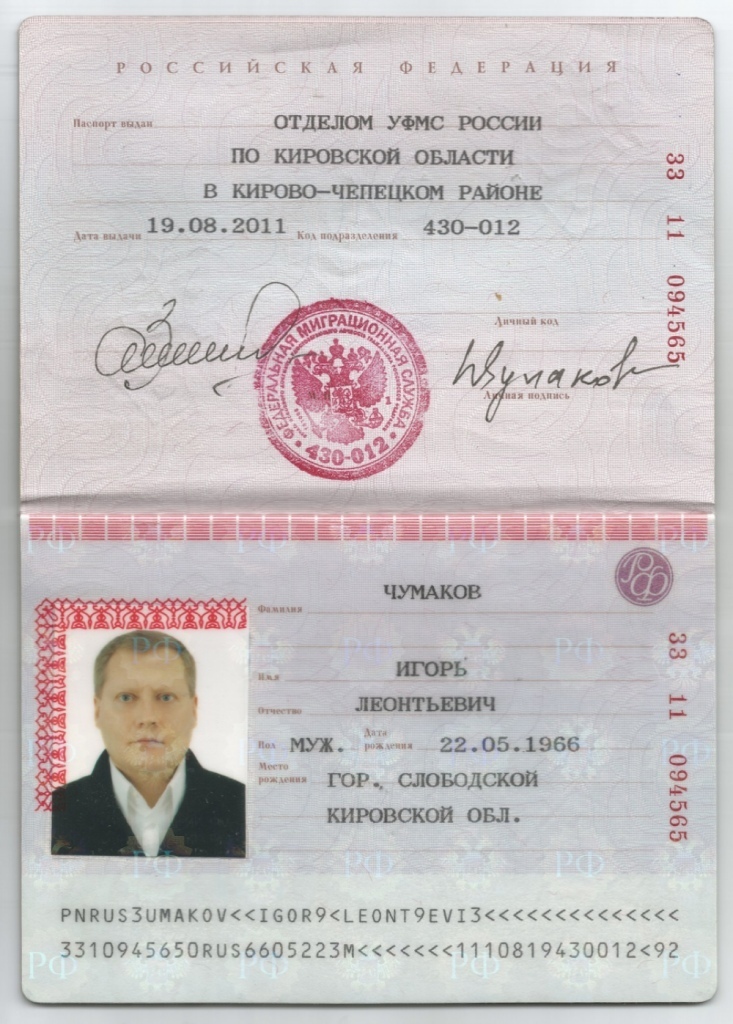 РОССИЙСКАЯ ФЕДЕРАЦИЯ
Паспорт выдан ОТДЕЛОМ УФМС РОССИИ
ПО КИРОВСКОЙ ОБЛАСТИ
В КИРОВО-ЧЕПЕЦКОМ РАЙОНЕ
Дата выдачи 19.08.2011 Код подразделения 430-012
33 11 094565
Личный код
ФЕДЕРАЛЬНАЯ МИГРАЦИОННАЯ СЛУЖБА
430-012
Чумаков
Личная подпись
РФ
Фамилия ЧУМАКОВ
Имя ИГОРЬ
Отчество ЛЕОНТЬЕВИЧ
Пол МУЖ. Дата рождения 22.05.1966
Место рождения ГОР. СЛОБОДСКОЙ
КИРОВСКОЙ ОБЛ.
33 11 094565
PNRUS3UMAKOV<<IGOR9<LEONT9EVI3<<<<<<<<<<<<<<
3310945650RUS6605223M<<<<<<<1110819430012<92